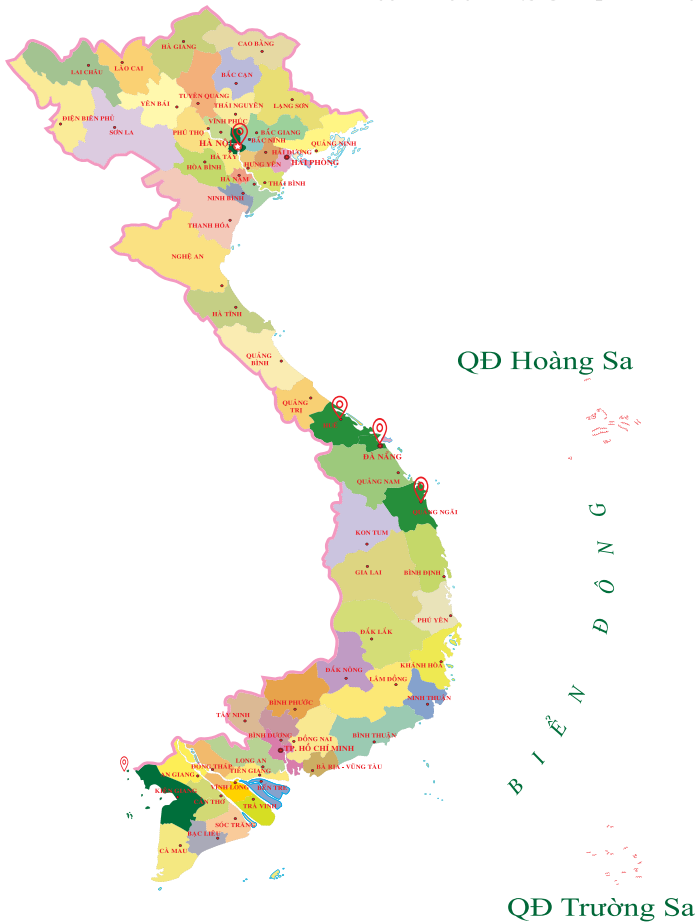 HÀ GIANG
CAO BẰNG
LAI CHÂU
LÀO CAI
BẮC CẠN
TUYÊN QUANG
YÊN BÁI
THÁI NGUYÊN
LẠNG SƠN
ĐIỆN BIÊN PHỦ
SƠN LA
PHÚ THỌ
VĨNH PHÚC
BẮC GIANG
BẮC NINH
QUẢNG NINH
HÀ TÂY
HẢI DƯƠNG
HẢI PHÒNG
HÒA BÌNH
HƯNG YÊN
HÀ NAM
THÁI BÌNH
NINH BÌNH
THANH HÓA
NGHỆ AN
HÀ TĨNH
QUẢNG
BÌNH
QĐ Hoàng Sa
QUẢNG
TRỊ
ĐÀ NẴNG
QUẢNG NAM
KON TUM
GIA LAI
BÌNH ĐỊNH
BIỂN ĐÔNG
PHÚ YÊN
ĐẮK LẮK
KHÁNH HÒA
ĐẮK NÔNG
LÂM ĐỒNG
NINH THUẬN
BÌNH PHƯỚC
TÂY NINH
BÌNH DƯƠNG
ĐỒNG NAI
BÌNH THUẬN
TP. HỒ CHÍ MINH
LONG AN
BÀ RỊA - VŨNG TÀU
ĐỒNG THÁP
TIỀN GIANG
AN GIANG
VĨNH LONG
BẾN TRE
TRÀ VINH
SÓC TRĂNG
BẠC LIÊU
CÀ MAU
QĐ Trường Sa